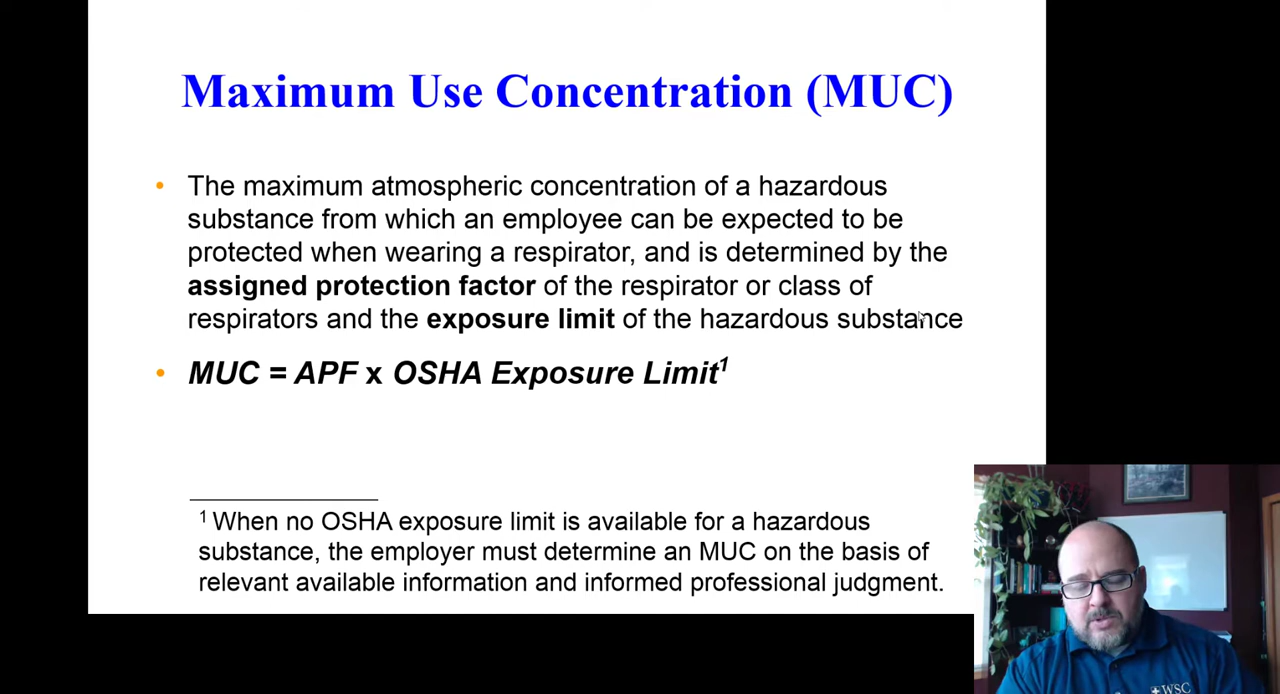 Maximum Use Concentration (MUC)
• The maximum atmospheric concentration of a hazardous
substance from which an employee can be expected to be
protected when wearing a respirator, and is determined by the
assigned protection factor of the respirator or class of
respirators and the exposure limit of the hazardous substance
• MUC = APF x OSHA Exposure Limit¹
¹ When no OSHA exposure limit is available for a hazardous
substance, the employer must determine an MUC on the basis of
relevant available information and informed professional judgment.
WSC